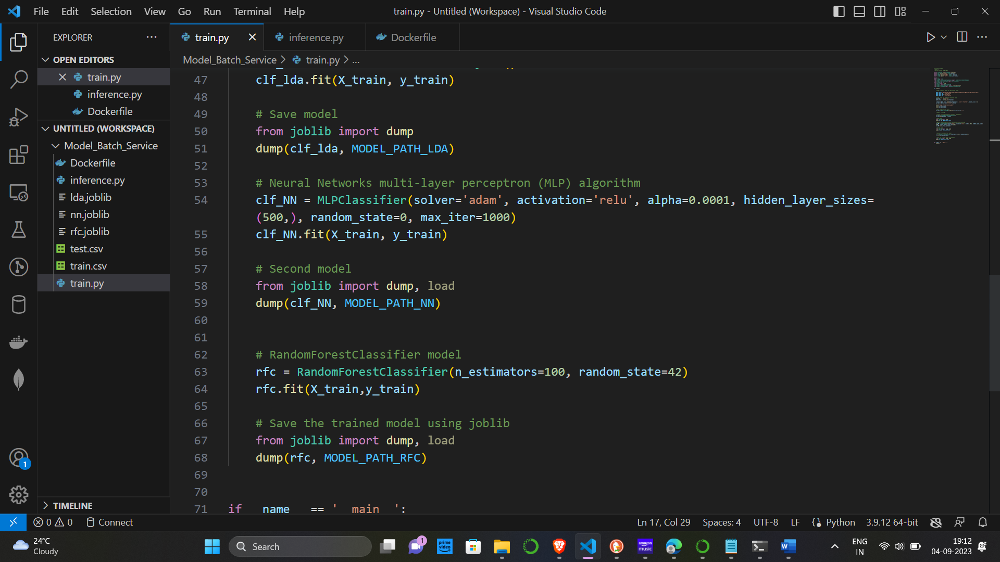 File Edit Selection View Go Run Terminal Help
train.py - Untitled (Workspace) - Visual Studio Code
EXPLORER
train.py
inference.py
Dockerfile
OPEN EDITORS
Model_Batch_Service > train.py > ...
train.py
inference.py
Dockerfile
UNTITLED (WORKSPACE)
Model_Batch_Service
Dockerfile
inference.py
lda.joblib
nn.joblib
rfc.joblib
test.csv
train.csv
train.py
TIMELINE
47 clf_lda.fit(X_train, y_train)
48
49 # Save model
50 from joblib import dump
51 dump(clf_lda, MODEL_PATH_LDA)
52
53 # Neural Networks multi-layer perceptron (MLP) algorithm
54 clf_NN = MLPClassifier(solver='adam', activation='relu', alpha=0.0001, hidden_layer_sizes=
(500,), random_state=0, max_iter=1000)
55 clf_NN.fit(X_train, y_train)
56
57 # Second model
58 from joblib import dump, load
59 dump(clf_NN, MODEL_PATH_NN)
60
61
62 # RandomForestClassifier model
63 rfc = RandomForestClassifier(n_estimators=100, random_state=42)
64 rfc.fit(X_train,y_train)
65
66 # Save the trained model using joblib
67 from joblib import dump, load
68 dump(rfc, MODEL_PATH_RFC)
69
70
71 if __name__ == '__main__':
1
0 0 Connect
Ln 17, Col 29 Spaces: 4 UTF-8 LF Python 3.9.12 64-bit
24°C
Cloudy
Search
1
prime video
amazon music
ENG
IN
19:12
04-09-2023